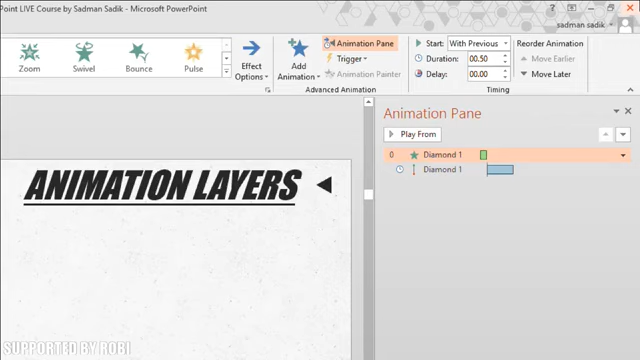 Point LIVE Course by Sadman Sadik - Microsoft PowerPoint
sadman sadik
Zoom
Swivel
Bounce
Pulse
Effect
Options
Add
Animation
Animation Pane
Trigger
Animation Painter
Advanced Animation
Start: With Previous
Duration: 00.50
Delay: 00.00
Timing
Reorder Animation
Move Earlier
Move Later
ANIMATION LAYERS
Animation Pane
Play From
0 Diamond 1
Diamond 1
SUPPORTED BY ROBI